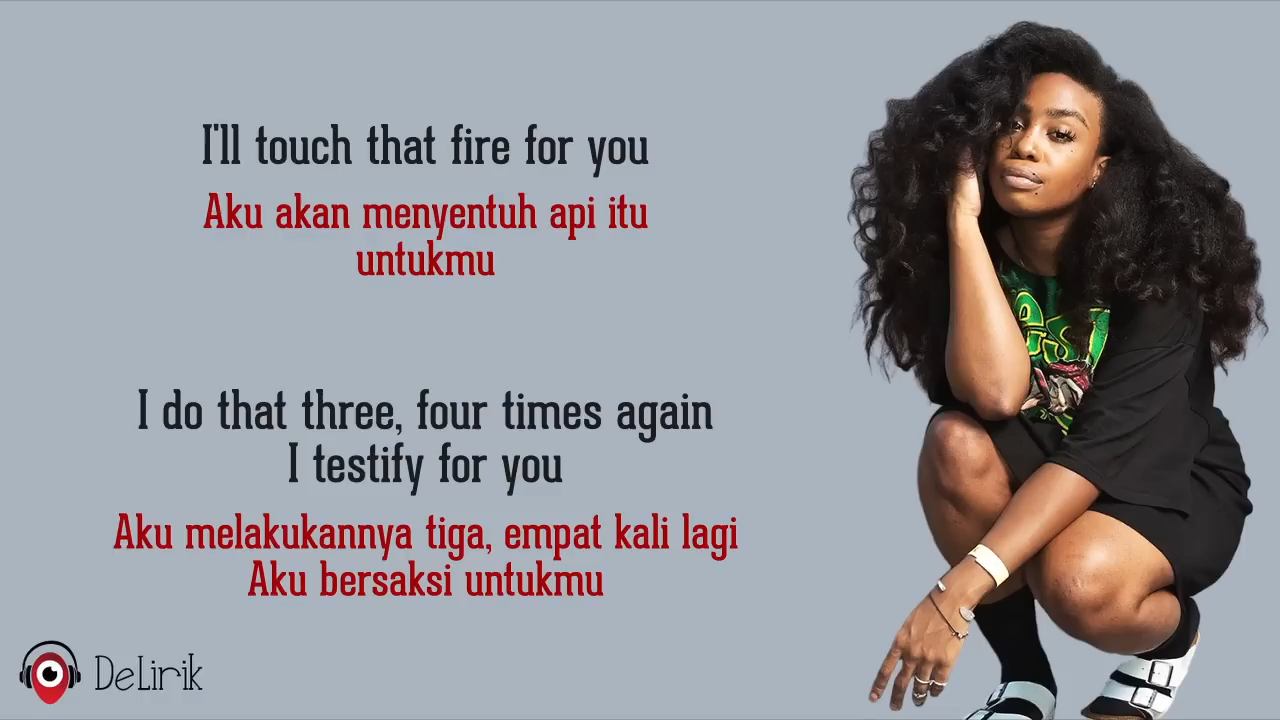 I'll touch that fire for you
Aku akan menyentuh api itu
untukmu
I do that three, four times again
I testify for you
Aku melakukannya tiga, empat kali lagi
Aku bersaksi untukmu
DeLirik